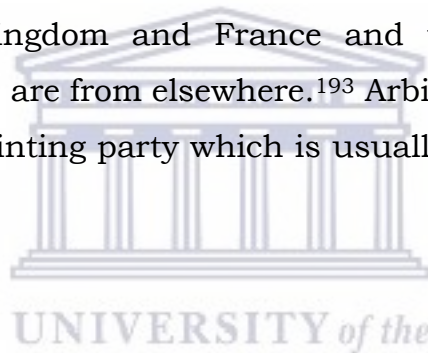 ingdom and France and
are from elsewhere.¹⁹³ Arbi
inting party which is usuall
UNIVERSITY of the